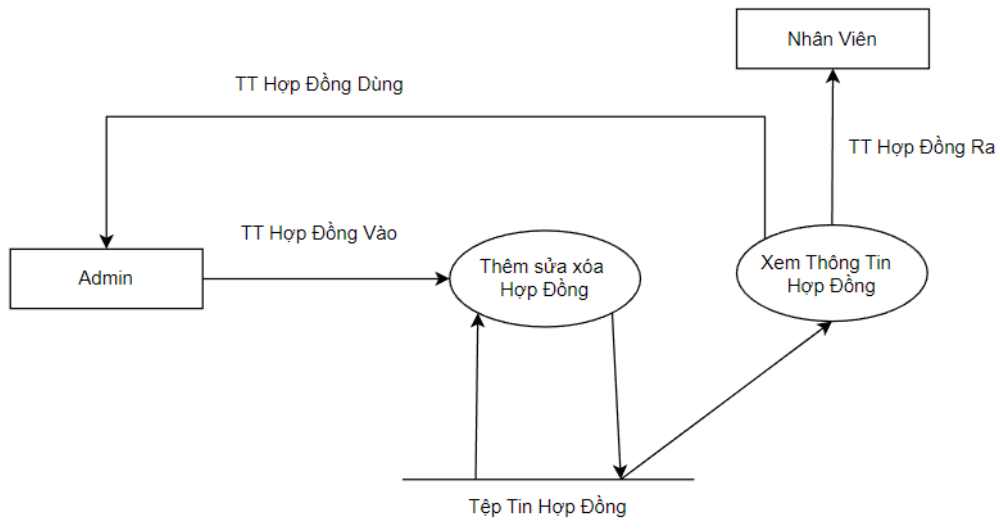 Nhân Viên
TT Hợp Đồng Dùng
TT Hợp Đồng Ra
TT Hợp Đồng Vào
Admin
Thêm sửa xóa
Hợp Đồng
Xem Thông Tin
Hợp Đồng
Tệp Tin Hợp Đồng